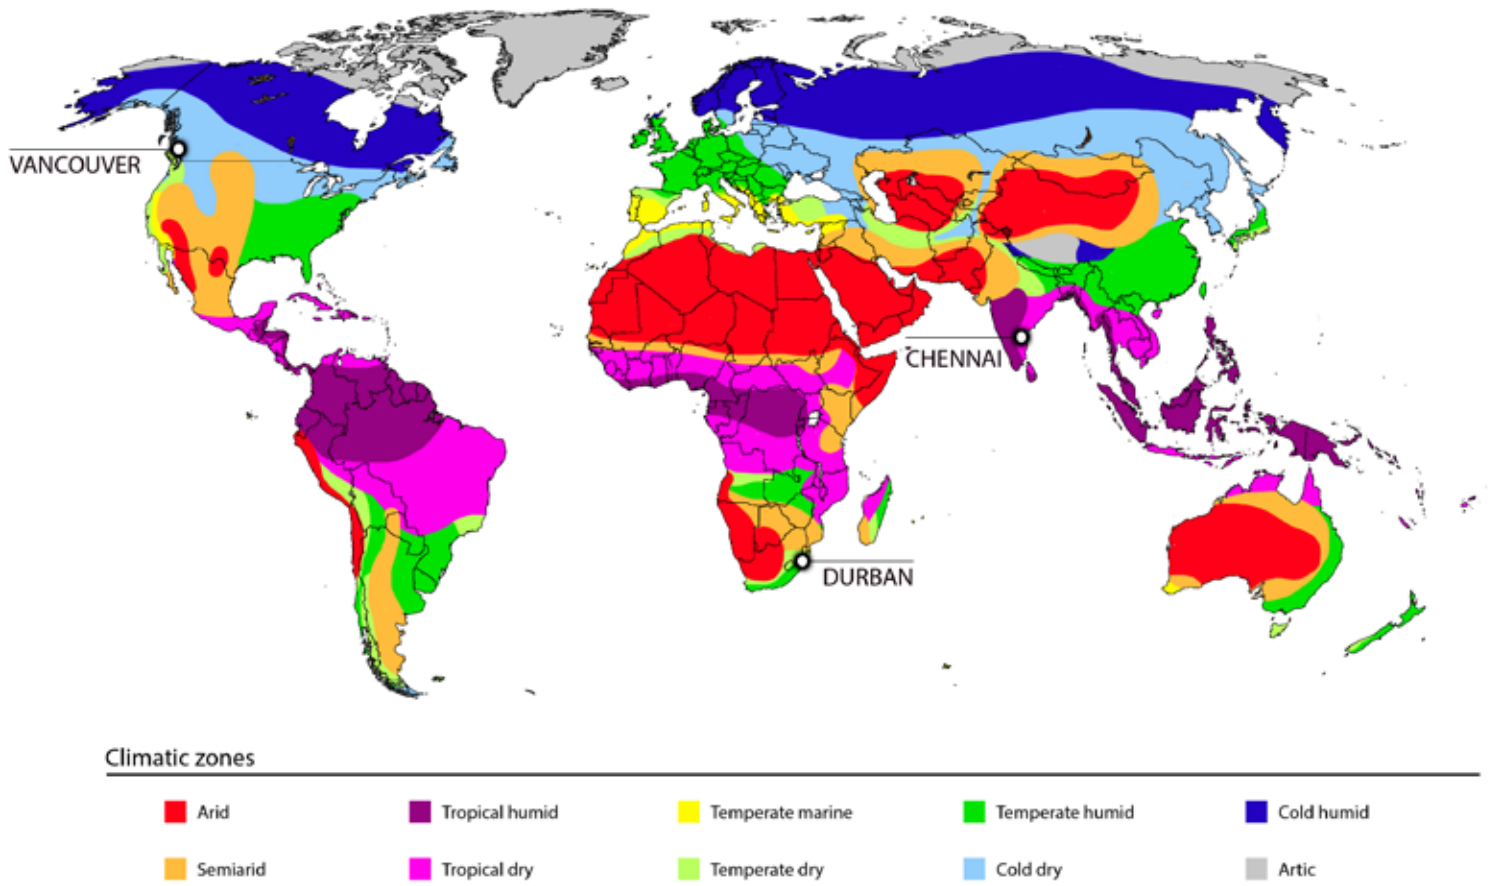 VANCOUVER
CHENNAI
DURBAN
Climatic zones
Arid
Tropical humid
Temperate marine
Temperate humid
Cold humid
Semiarid
Tropical dry
Temperate dry
Cold dry
Artic